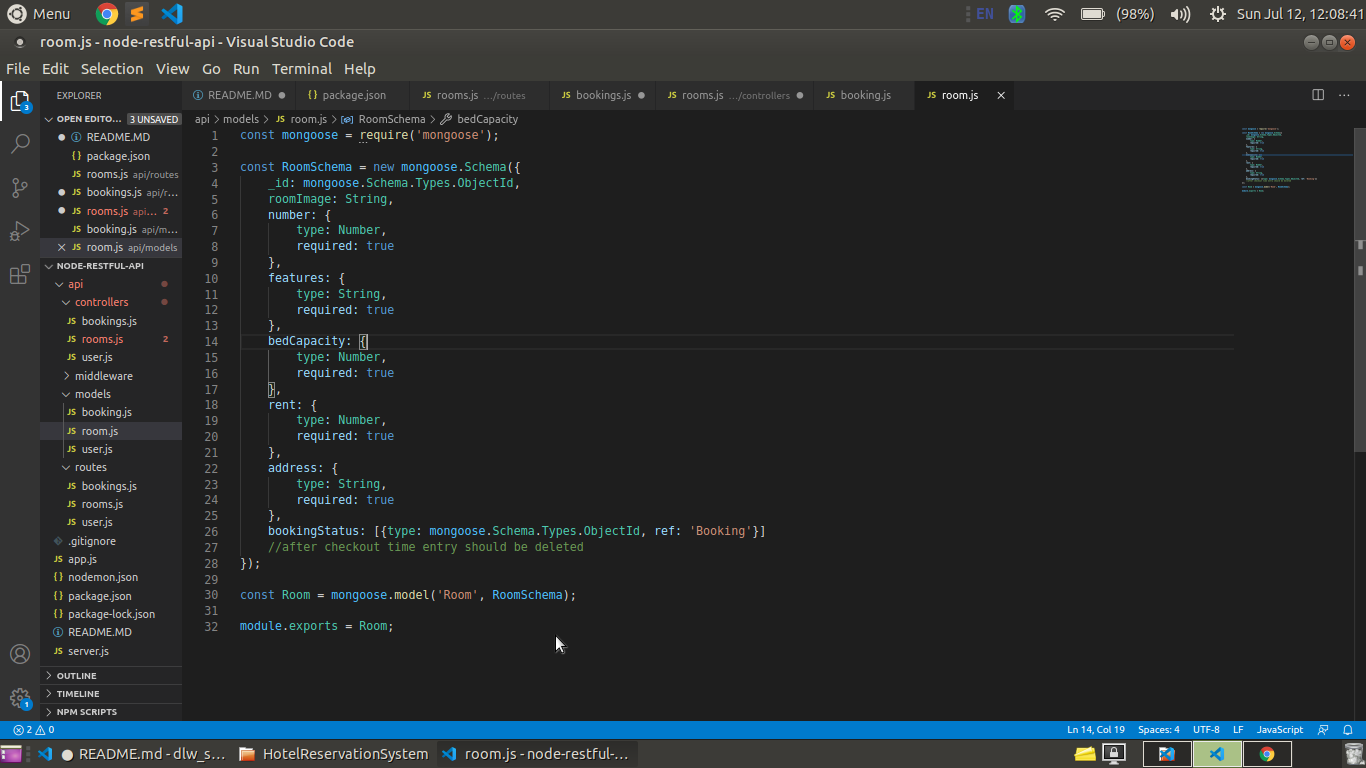 Menu
EN
(98%)
Sun Jul 12, 12:08:41
room.js - node-restful-api - Visual Studio Code
File Edit Selection View Go Run Terminal Help
EXPLORER
README.MD
package.json
rooms.js .../routes
bookings.js
rooms.js .../controllers
booking.js
room.js
OPEN EDITO... 3 UNSAVED
README.MD
package.json
rooms.js api/routes
bookings.js api/r...
rooms.js api... 2
booking.js api/m...
room.js api/models
NODE-RESTFUL-API
api
controllers
bookings.js
rooms.js 2
user.js
middleware
models
booking.js
room.js
user.js
routes
bookings.js
rooms.js
user.js
.gitignore
app.js
nodemon.json
package.json
package-lock.json
README.MD
server.js
OUTLINE
TIMELINE
NPM SCRIPTS
api > models > JS room.js > RoomSchema > bedCapacity
1 const mongoose = require('mongoose');
2
3 const RoomSchema = new mongoose.Schema({
4 _id: mongoose.Schema.Types.ObjectId,
5 roomImage: String,
6 number: {
7 type: Number,
8 required: true
9 },
10 features: {
11 type: String,
12 required: true
13 },
14 bedCapacity: {
15 type: Number,
16 required: true
17 },
18 rent: {
19 type: Number,
20 required: true
21 },
22 address: {
23 type: String,
24 required: true
25 },
26 bookingStatus: [{type: mongoose.Schema.Types.ObjectId, ref: 'Booking'}]
27 //after checkout time entry should be deleted
28 });
29
30 const Room = mongoose.model('Room', RoomSchema);
31
32 module.exports = Room;
2 0
Ln 14, Col 19 Spaces: 4 UTF-8 LF JavaScript
README.md - dlw_s...
HotelReservationSystem
room.js - node-restful-...